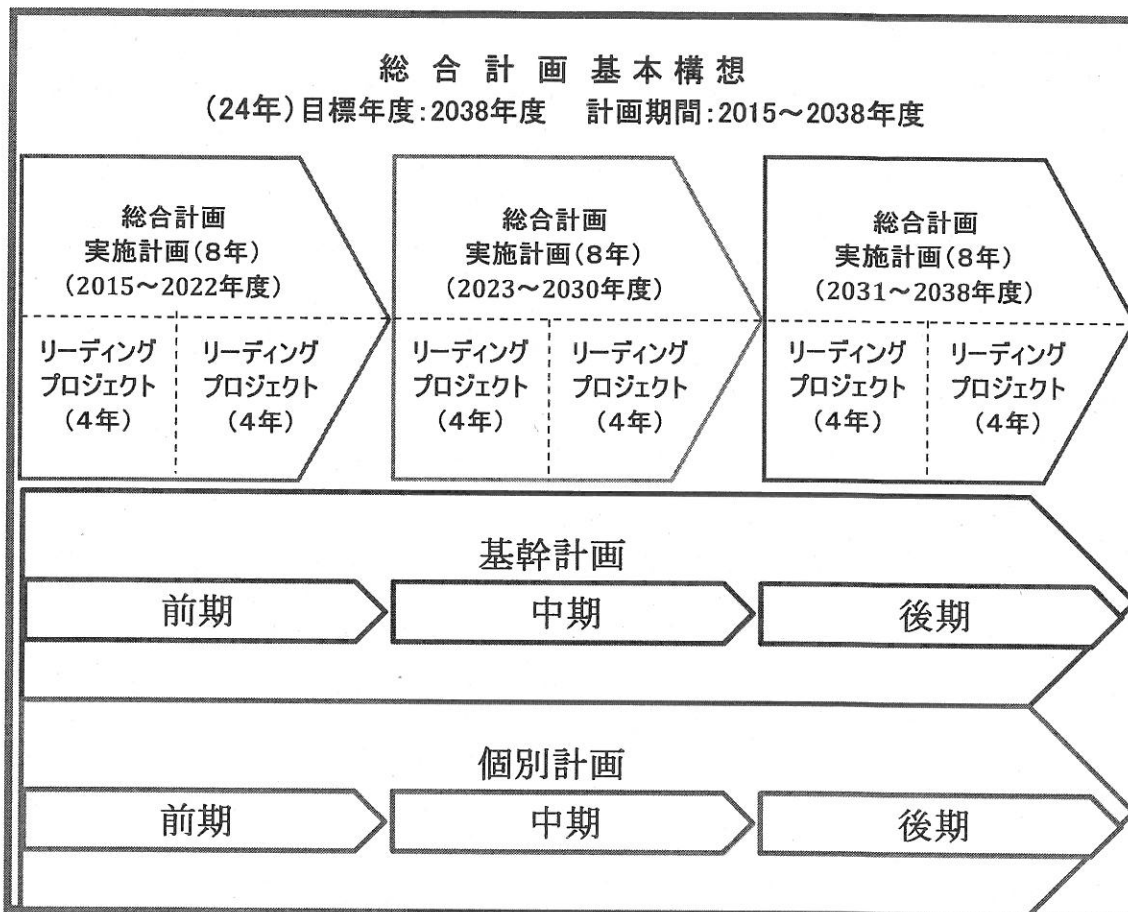 総合計画基本構想
(24年)目標年度:2038年度 計画期間:2015～2038年度
総合計画
実施計画(8年)
(2015～2022年度)
リーディング
プロジェクト
(4年)
リーディング
プロジェクト
(4年)
総合計画
実施計画(8年)
(2023～2030年度)
リーディング
プロジェクト
(4年)
リーディング
プロジェクト
(4年)
総合計画
実施計画(8年)
(2031～2038年度)
リーディング
プロジェクト
(4年)
リーディング
プロジェクト
(4年)
基幹計画
前期
中期
後期
個別計画
前期
中期
後期